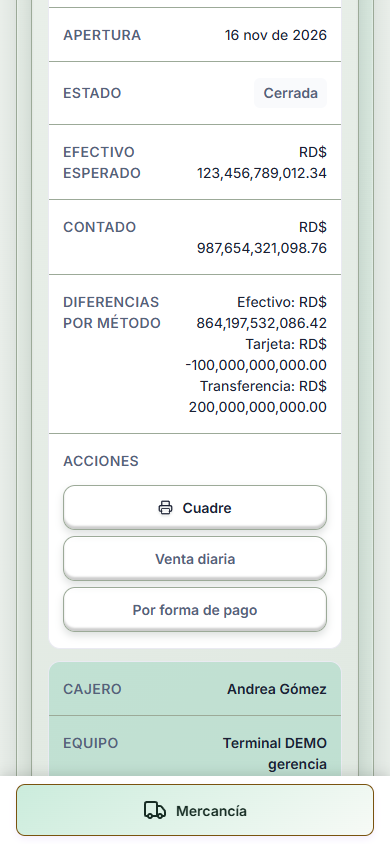 APERTURA 16 nov de 2026
ESTADO Cerrada
EFECTIVO ESPERADO RD$
123,456,789,012.34
CONTADO RD$
987,654,321,098.76
DIFERENCIAS POR MÉTODO Efectivo: RD$
864,197,532,086.42
Tarjeta: RD$
-100,000,000,000.00
Transferencia: RD$
200,000,000,000.00
ACCIONES
Cuadre
Venta diaria
Por forma de pago
CAJERO Andrea Gómez
EQUIPO Terminal DEMO
gerencia
Mercancía